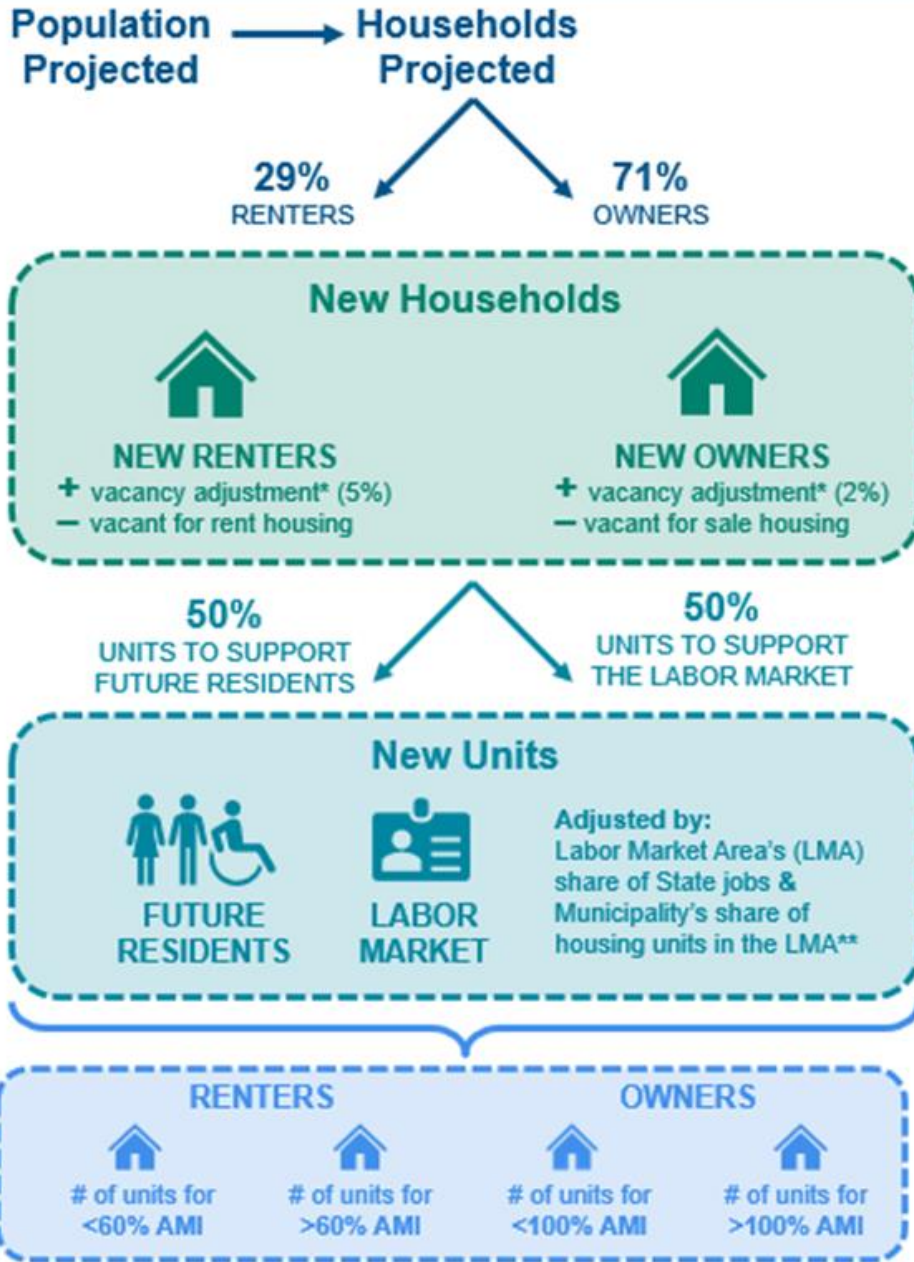 Population
Projected
Households
Projected
29%
RENTERS
71%
OWNERS
New Households
NEW RENTERS
+ vacancy adjustment* (5%)
− vacant for rent housing
NEW OWNERS
+ vacancy adjustment* (2%)
− vacant for sale housing
50%
UNITS TO SUPPORT
FUTURE RESIDENTS
50%
UNITS TO SUPPORT
THE LABOR MARKET
New Units
FUTURE
RESIDENTS
LABOR
MARKET
Adjusted by:
Labor Market Area's (LMA)
share of State jobs &
Municipality's share of
housing units in the LMA**
RENTERS
OWNERS
# of units for
<60% AMI
# of units for
>60% AMI
# of units for
<100% AMI
# of units for
>100% AMI